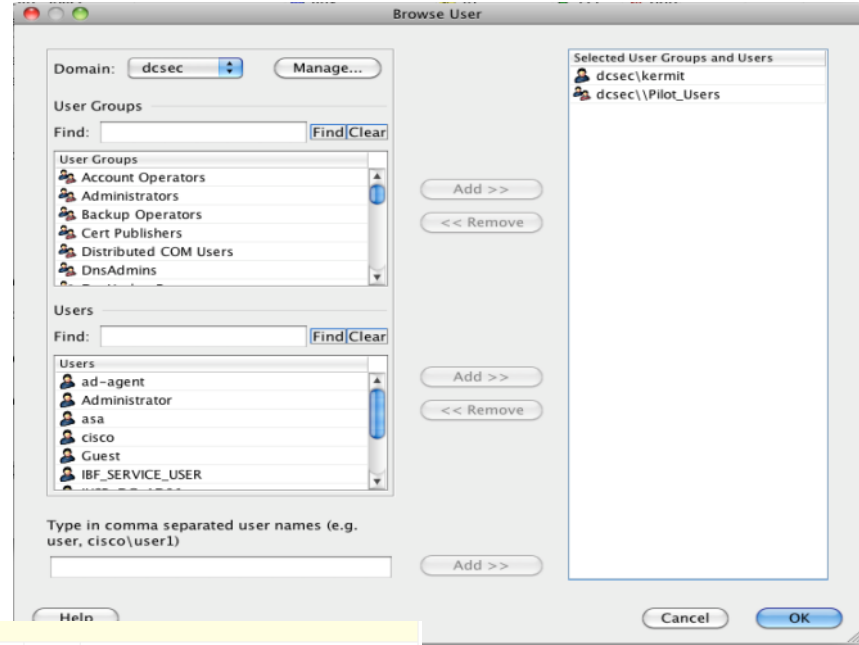 Browse User
Domain: dcsec Manage...
User Groups
Find: Find Clear
User Groups
Account Operators
Administrators
Backup Operators
Cert Publishers
Distributed COM Users
DnsAdmins
Add >>
<< Remove
Users
Find: Find Clear
Users
ad-agent
Administrator
asa
cisco
Guest
IBF_SERVICE_USER
Add >>
<< Remove
Type in comma separated user names (e.g.
user, cisco\user1)
Add >>
Selected User Groups and Users
dcsec\kermit
dcsec\\Pilot_Users
Help
Cancel
OK